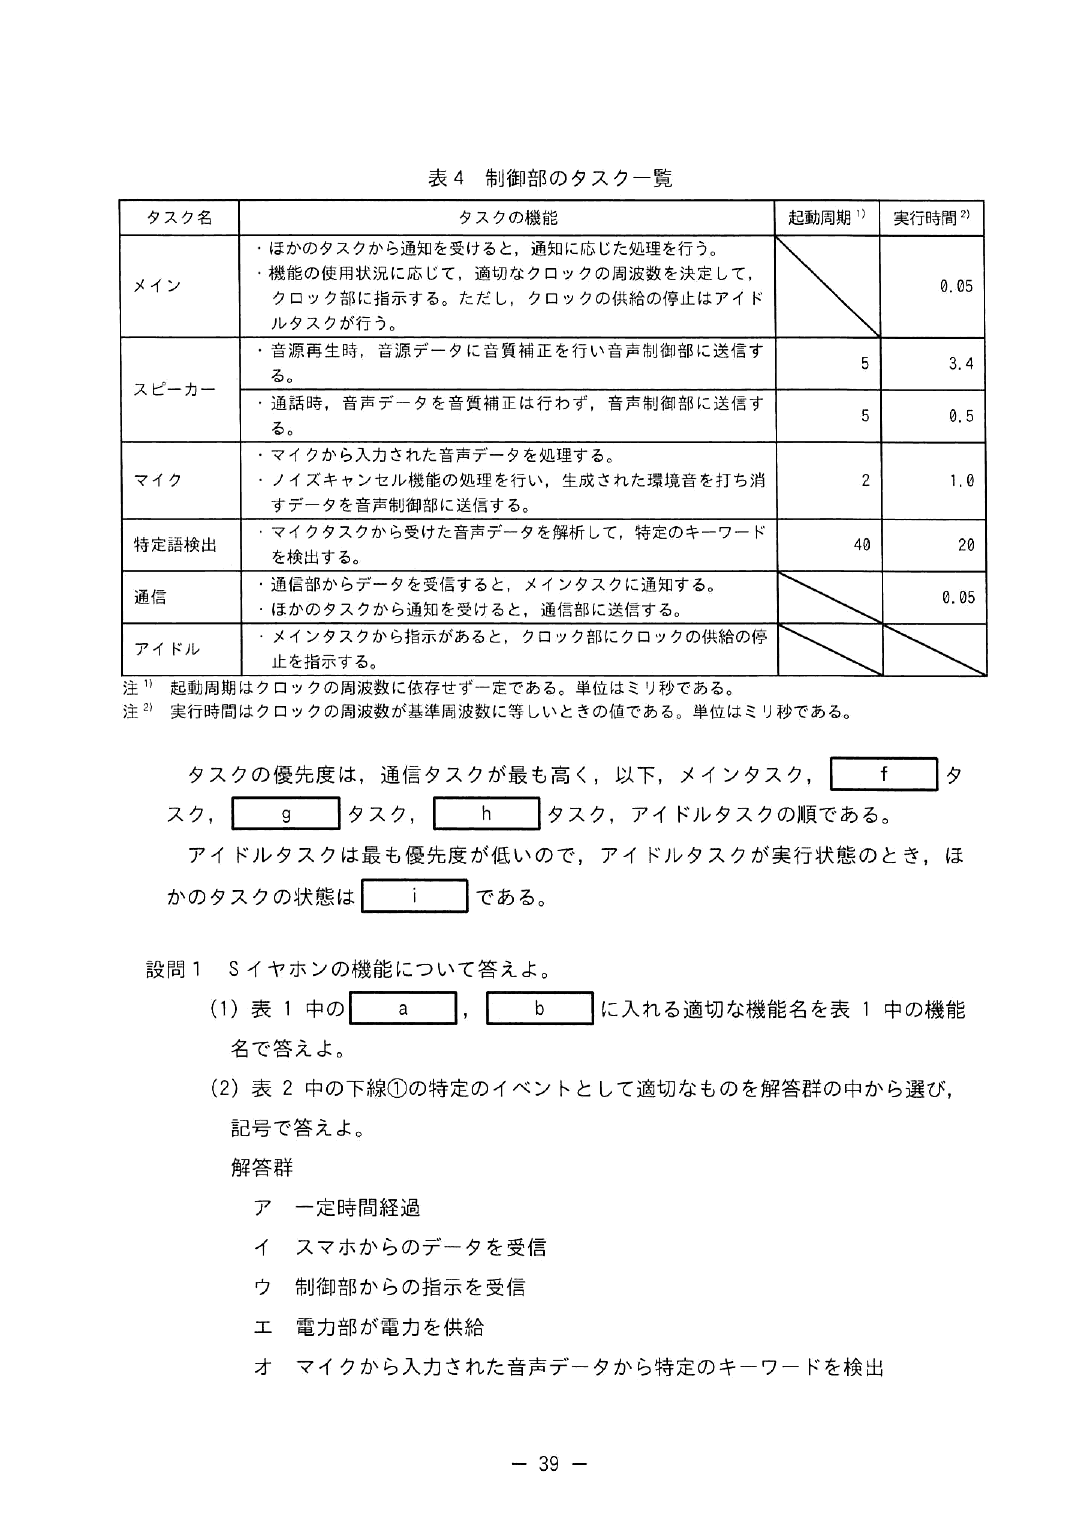 表4 制御部のタスク一覧
タスク名 タスクの機能 起動周期1) 実行時間2)
メイン
・ほかのタスクから通知を受けると，通知に応じた処理を行う。
・機能の使用状況に応じて，適切なクロックの周波数を決定して，
クロック部に指示する。ただし，クロックの供給の停止はアイド
ルタスクが行う。
0.05
スピーカー
・音源再生時，音源データに音質補正を行い音声制御部に送信す
る。
5 3.4
・通話時，音声データを音質補正は行わず，音声制御部に送信す
る。
5 0.5
マイク
・マイクから入力された音声データを処理する。
・ノイズキャンセル機能の処理を行い，生成された環境音を打ち消
すデータを音声制御部に送信する。
2 1.0
特定語検出
・マイクタスクから受けた音声データを解析して，特定のキーワード
を検出する。
40 20
通信
・通信部からデータを受信すると，メインタスクに通知する。
・ほかのタスクから通知を受けると，通信部に送信する。
0.05
アイドル
・メインタスクから指示があると，クロック部にクロックの供給の停
止を指示する。
注1) 起動周期はクロックの周波数に依存せず一定である。単位はミリ秒である。
注2) 実行時間はクロックの周波数が基準周波数に等しいときの値である。単位はミリ秒である。
タスクの優先度は，通信タスクが最も高く，以下，メインタスク， f タ
スク， g タスク， h タスク，アイドルタスクの順である。
アイドルタスクは最も優先度が低いので，アイドルタスクが実行状態のとき，ほ
かのタスクの状態は i である。
設問1 Sイヤホンの機能について答えよ。
(1) 表 1 中の a ， b に入れる適切な機能名を表 1 中の機能
名で答えよ。
(2) 表 2 中の下線①の特定のイベントとして適切なものを解答群の中から選び，
記号で答えよ。
解答群
ア 一定時間経過
イ スマホからのデータを受信
ウ 制御部からの指示を受信
エ 電力部が電力を供給
オ マイクから入力された音声データから特定のキーワードを検出
― 39 ―